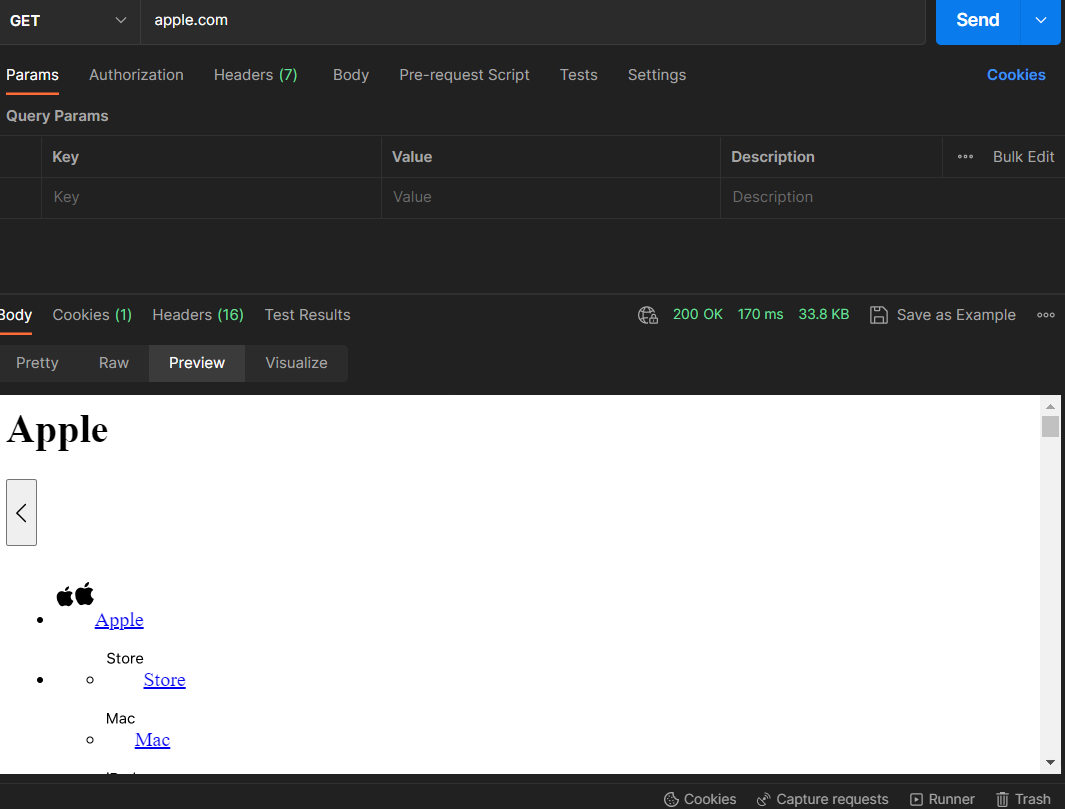 GET apple.com Send
Params Authorization Headers (7) Body Pre-request Script Tests Settings Cookies
Query Params
Key Value Description Bulk Edit
Key Value Description
Body Cookies (1) Headers (16) Test Results 200 OK 170 ms 33.8 KB Save as Example
Pretty Raw Preview Visualize
Apple
Apple
Store
Store
Mac
Mac
Cookies Capture requests Runner Trash